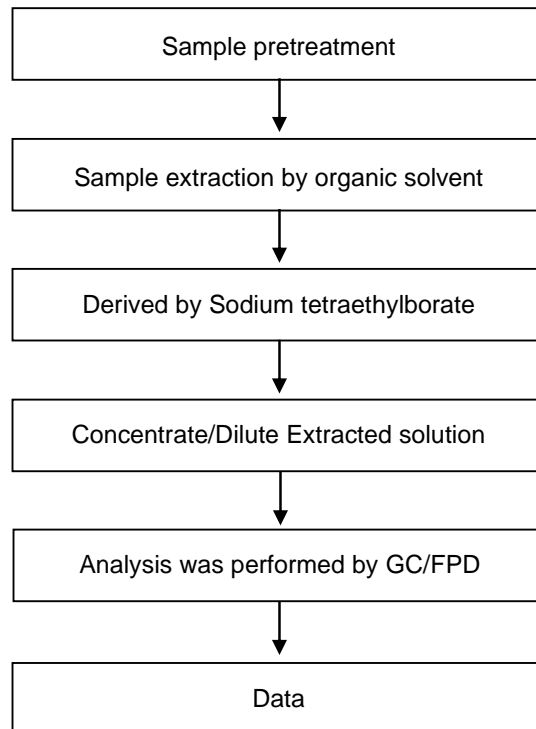 Sample pretreatment
Sample extraction by organic solvent
Derived by Sodium tetraethylborate
Concentrate/Dilute Extracted solution
Analysis was performed by GC/FPD
Data